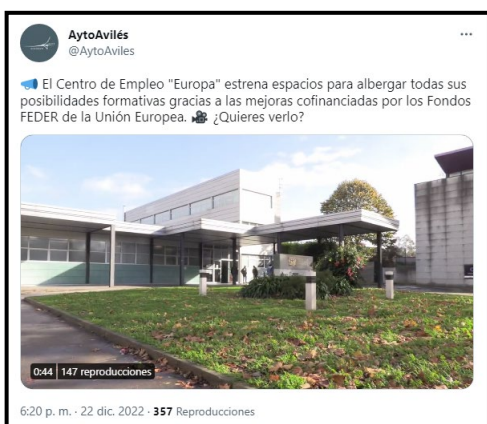 AytoAvilés
@AytoAviles
📣 El Centro de Empleo "Europa" estrena espacios para albergar todas sus
posibilidades formativas gracias a las mejoras cofinanciadas por los Fondos
FEDER de la Unión Europea. 🎥 ¿Quieres verlo?
0:44 | 147 reproducciones
6:20 p. m. · 22 dic. 2022 · 357 Reproducciones